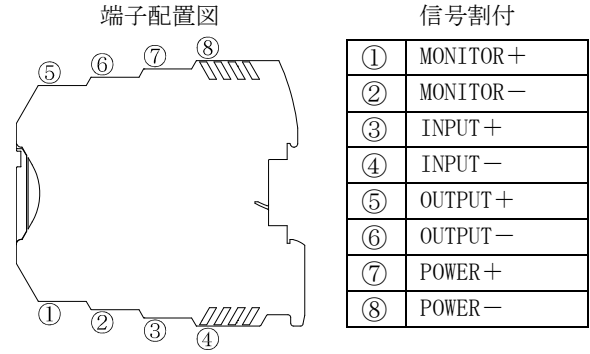 端子配置図
信号割付
⑧
⑦
⑥
⑤
①
②
③
④
① MONITOR＋
② MONITOR－
③ INPUT＋
④ INPUT－
⑤ OUTPUT＋
⑥ OUTPUT－
⑦ POWER＋
⑧ POWER－